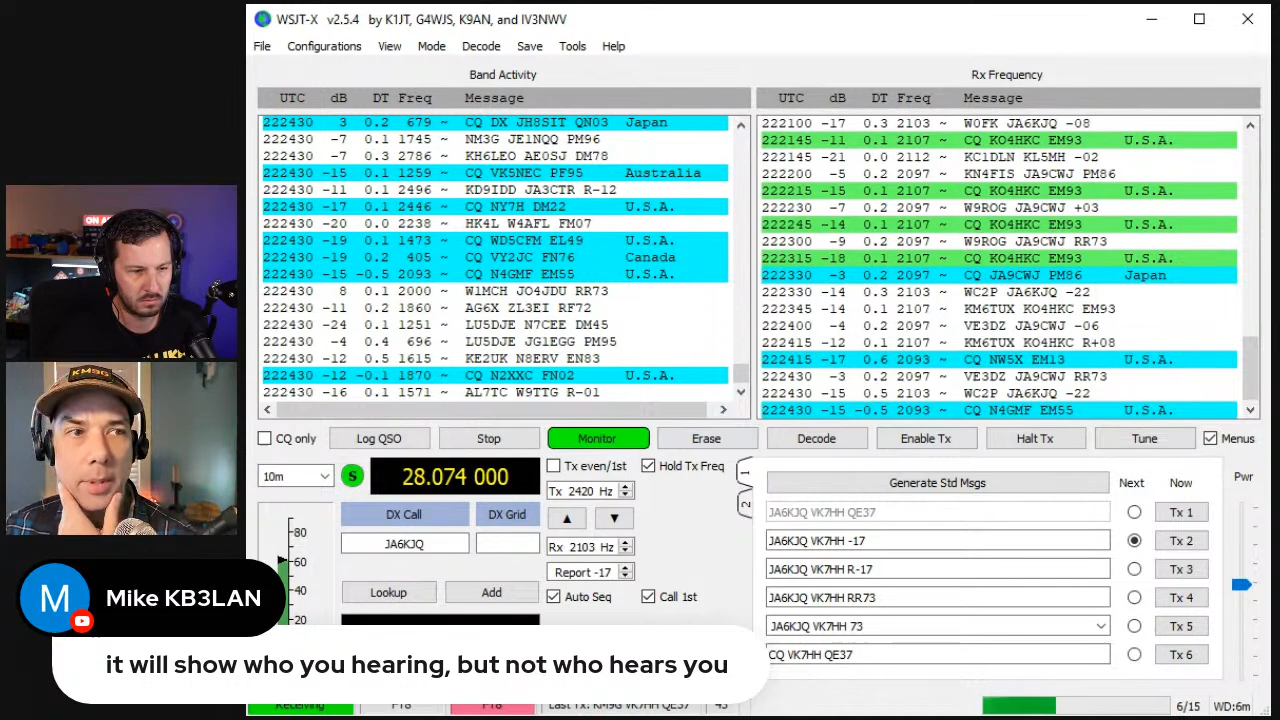 WSJT-X v2.5.4 by K1JT, G4WJS, K9AN, and IV3NWV
File Configurations View Mode Decode Save Tools Help
Band Activity
UTC dB DT Freq Message
222430 3 0.2 679 ~ CQ DX JH8SIT QN03 Japan
222430 -7 0.1 1745 ~ NM3G JE1NQQ PM96
222430 -7 0.3 2786 ~ KH6LEO AE0SJ DM78
222430 -15 0.1 1259 ~ CQ VK5NEC PF95 Australia
222430 -11 0.1 2496 ~ KD9IDD JA3CTR R-12
222430 -17 0.1 2446 ~ CQ NY7H DM22 U.S.A.
222430 -20 0.0 2238 ~ HK4L W4AFL FM07
222430 -19 0.1 1473 ~ CQ WD5CFM EL49 U.S.A.
222430 -19 0.2 405 ~ CQ VY2JC FN76 Canada
222430 -15 -0.5 2093 ~ CQ N4GMF EM55 U.S.A.
222430 8 0.1 2000 ~ W1MCH JO4JDU RR73
222430 -11 0.2 1860 ~ AG6X ZL3EI RF72
222430 -24 0.1 1251 ~ LU5DJE N7CEE DM45
222430 -4 0.4 696 ~ LU5DJE JG1EGG PM95
222430 -12 0.5 1615 ~ KE2UK N8ERV EN83
222430 -12 -0.1 1870 ~ CQ N2XXC FN02 U.S.A.
222430 -16 0.1 1571 ~ AL7TC W9TTG R-01
Rx Frequency
UTC dB DT Freq Message
222100 -17 0.3 2103 ~ W0FK JA6KJQ -08
222145 -11 0.1 2107 ~ CQ KO4HKC EM93 U.S.A.
222145 -21 0.0 2112 ~ KC1DLN KL5MH -02
222200 -5 0.2 2097 ~ KN4FIS JA9CWJ PM86
222215 -15 0.1 2107 ~ CQ KO4HKC EM93 U.S.A.
222230 -7 0.2 2097 ~ W9ROG JA9CWJ +03
222245 -14 0.1 2107 ~ CQ KO4HKC EM93 U.S.A.
222300 -9 0.2 2097 ~ W9ROG JA9CWJ RR73
222315 -18 0.1 2107 ~ CQ KO4HKC EM93 U.S.A.
222330 -3 0.2 2097 ~ CQ JA9CWJ PM86 Japan
222330 -14 0.3 2103 ~ WC2P JA6KJQ -22
222345 -14 0.1 2107 ~ KM6TUX KO4HKC EM93
222400 -4 0.2 2097 ~ VE3DZ JA9CWJ -06
222415 -12 0.1 2107 ~ KM6TUX KO4HKC R+08
222415 -17 0.6 2093 ~ CQ NW5X EM13 U.S.A.
222430 -3 0.2 2097 ~ VE3DZ JA9CWJ RR73
222430 -15 0.2 2103 ~ WC2P JA6KJQ -22
222430 -15 -0.5 2093 ~ CQ N4GMF EM55 U.S.A.
CQ only Log QSO Stop Monitor Erase Decode Enable Tx Halt Tx Tune Menus
10m S 28.074 000 Tx even/1st Hold Tx Freq
Tx 2420 Hz
DX Call DX Grid
JA6KJQ
Rx 2103 Hz
Report -17
Lookup Add Auto Seq Call 1st
1
2
Generate Std Msgs Next Now Pwr
JA6KJQ VK7HH QE37 Tx 1
JA6KJQ VK7HH -17 Tx 2
JA6KJQ VK7HH R-17 Tx 3
JA6KJQ VK7HH RR73 Tx 4
JA6KJQ VK7HH 73 Tx 5
CQ VK7HH QE37 Tx 6
80
60
40
20
KM9G
M
Mike KB3LAN
it will show who you hearing, but not who hears you
Receiving FT8 FT8 Last Tx: KM9G VK7HH QE37 6/15 WD:6m